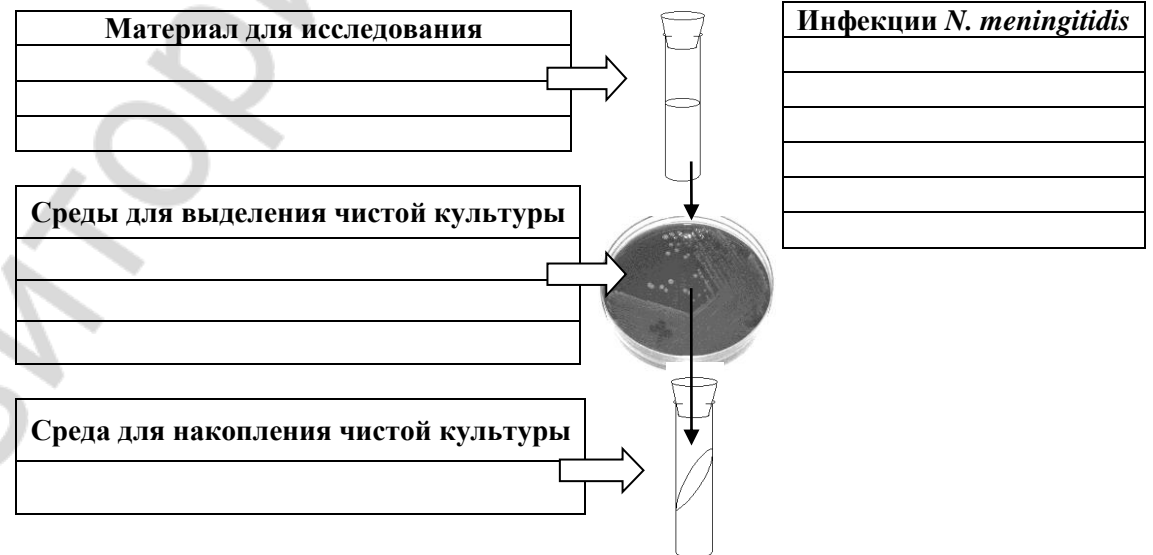 Материал для исследования
Инфекции N. meningitidis
Среды для выделения чистой культуры
Среда для накопления чистой культуры